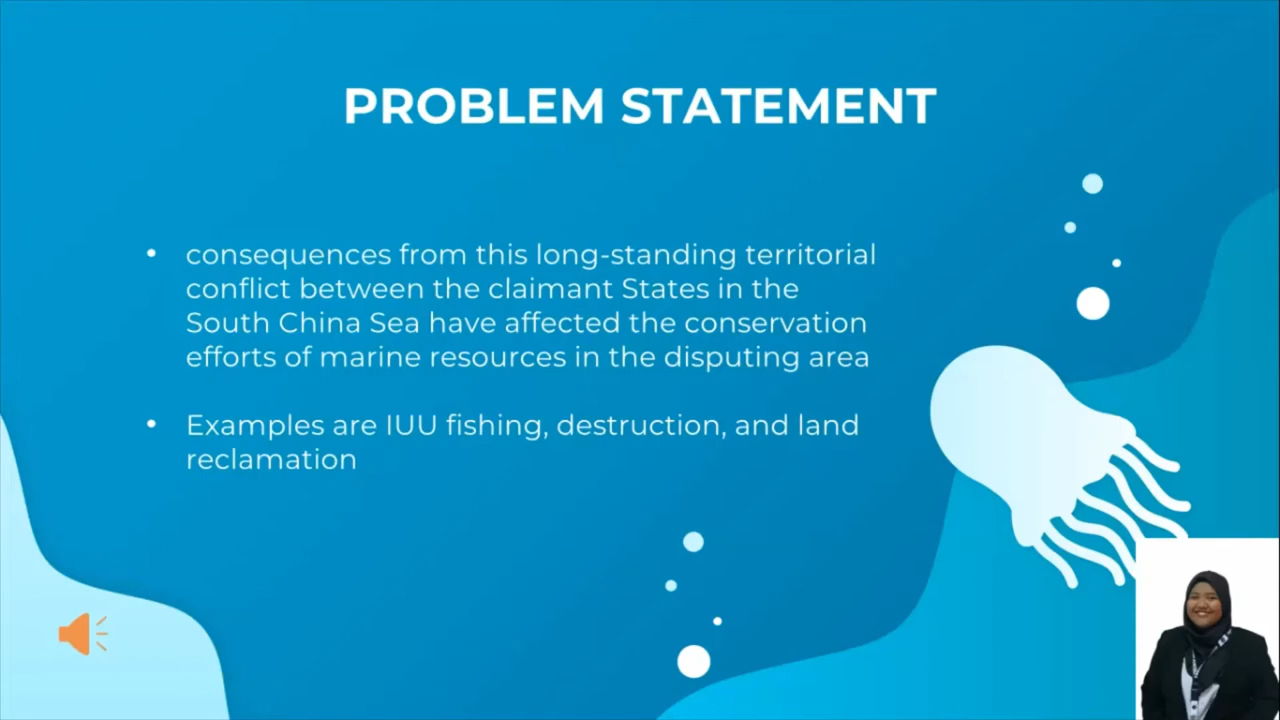 PROBLEM STATEMENT
• consequences from this long-standing territorial
conflict between the claimant States in the
South China Sea have affected the conservation
efforts of marine resources in the disputing area
• Examples are IUU fishing, destruction, and land
reclamation